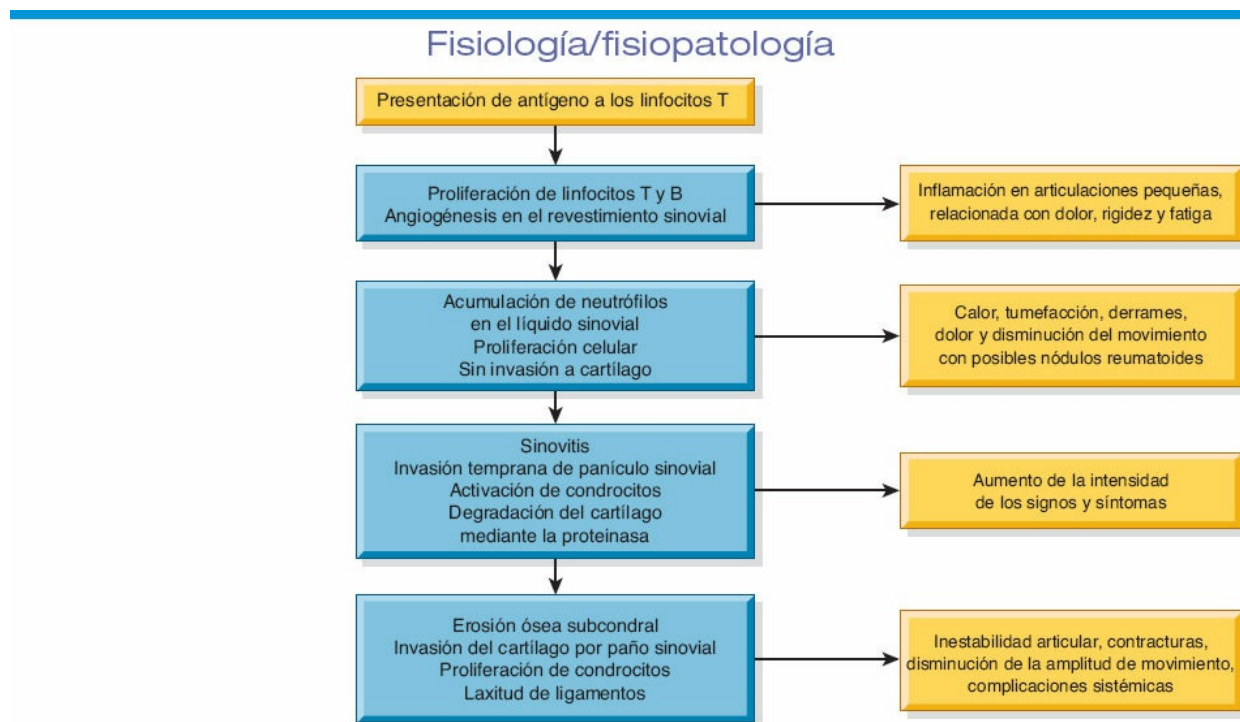 Fisiología/fisiopatología
Presentación de antígeno a los linfocitos T
Proliferación de linfocitos T y B
Angiogénesis en el revestimiento sinovial
Inflamación en articulaciones pequeñas,
relacionada con dolor, rigidez y fatiga
Acumulación de neutrófilos
en el líquido sinovial
Proliferación celular
Sin invasión a cartílago
Calor, tumefacción, derrames,
dolor y disminución del movimiento
con posibles nódulos reumatoides
Sinovitis
Invasión temprana de panículo sinovial
Activación de condrocitos
Degradación del cartílago
mediante la proteinasa
Aumento de la intensidad
de los signos y síntomas
Erosión ósea subcondral
Invasión del cartílago por paño sinovial
Proliferación de condrocitos
Laxitud de ligamentos
Inestabilidad articular, contracturas,
disminución de la amplitud de movimiento,
complicaciones sistémicas